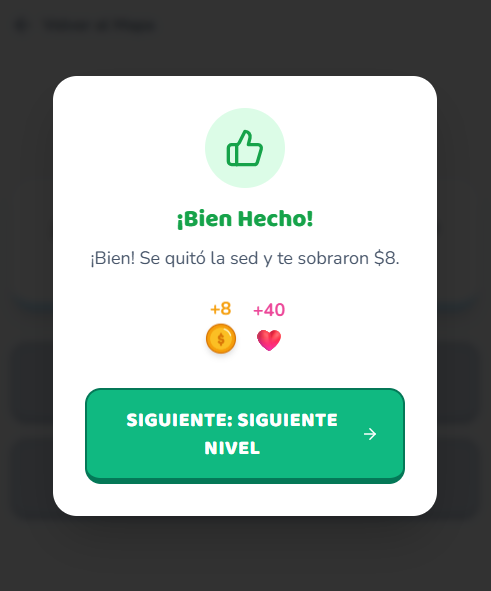 ¡Bien Hecho!
¡Bien! Se quitó la sed y te sobraron $8.
+8 +40
$
SIGUIENTE: SIGUIENTE
NIVEL